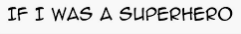 IF I WAS A SUPERHERO